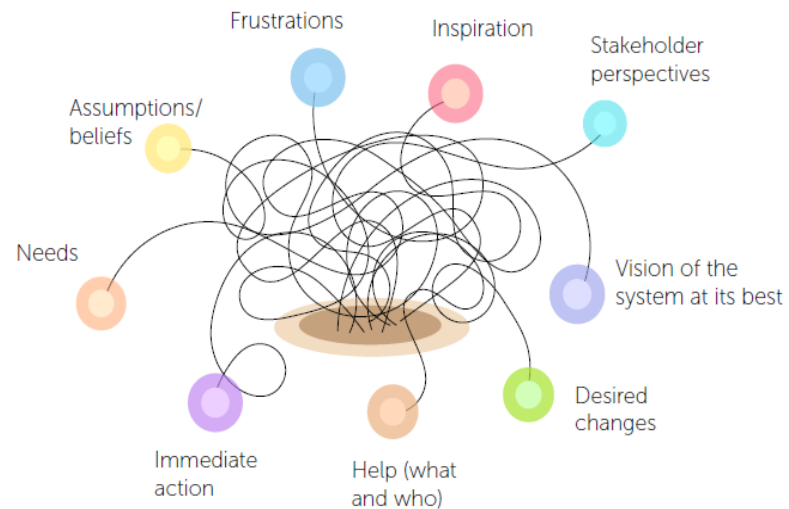 Frustrations
Inspiration
Stakeholder
perspectives
Assumptions/
beliefs
Needs
Vision of the
system at its best
Desired
changes
Immediate
action
Help (what
and who)